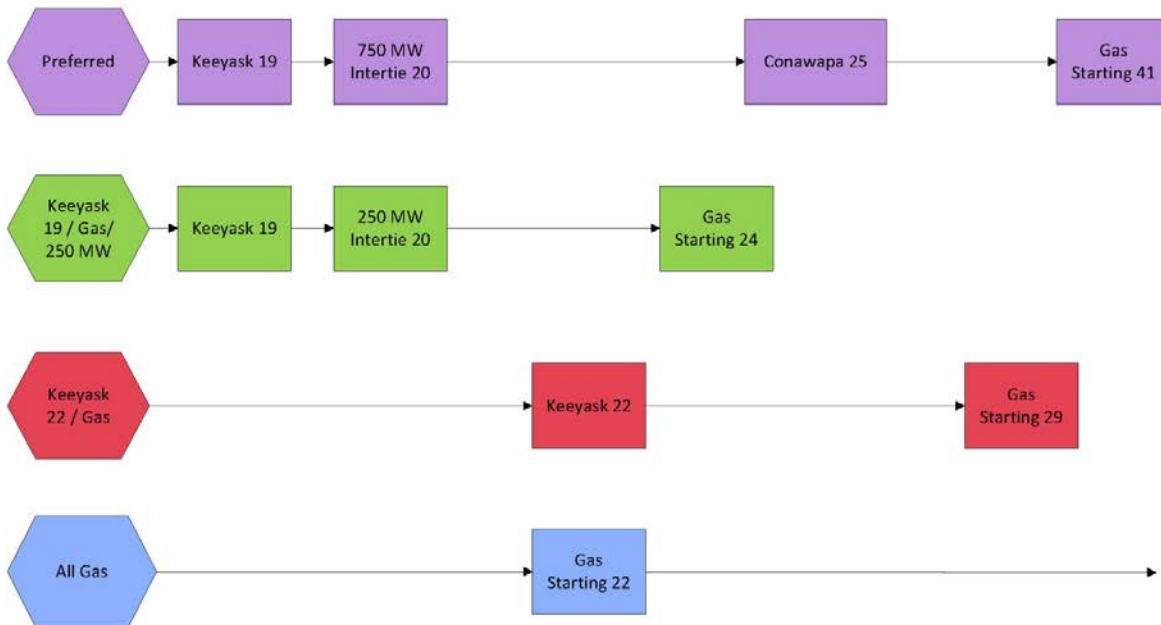 Preferred
Keeyask 19
750 MW
Intertie 20
Conawapa 25
Gas
Starting 41
Keeyask
19 / Gas/
250 MW
Keeyask 19
250 MW
Intertie 20
Gas
Starting 24
Keeyask
22 / Gas
Keeyask 22
Gas
Starting 29
All Gas
Gas
Starting 22